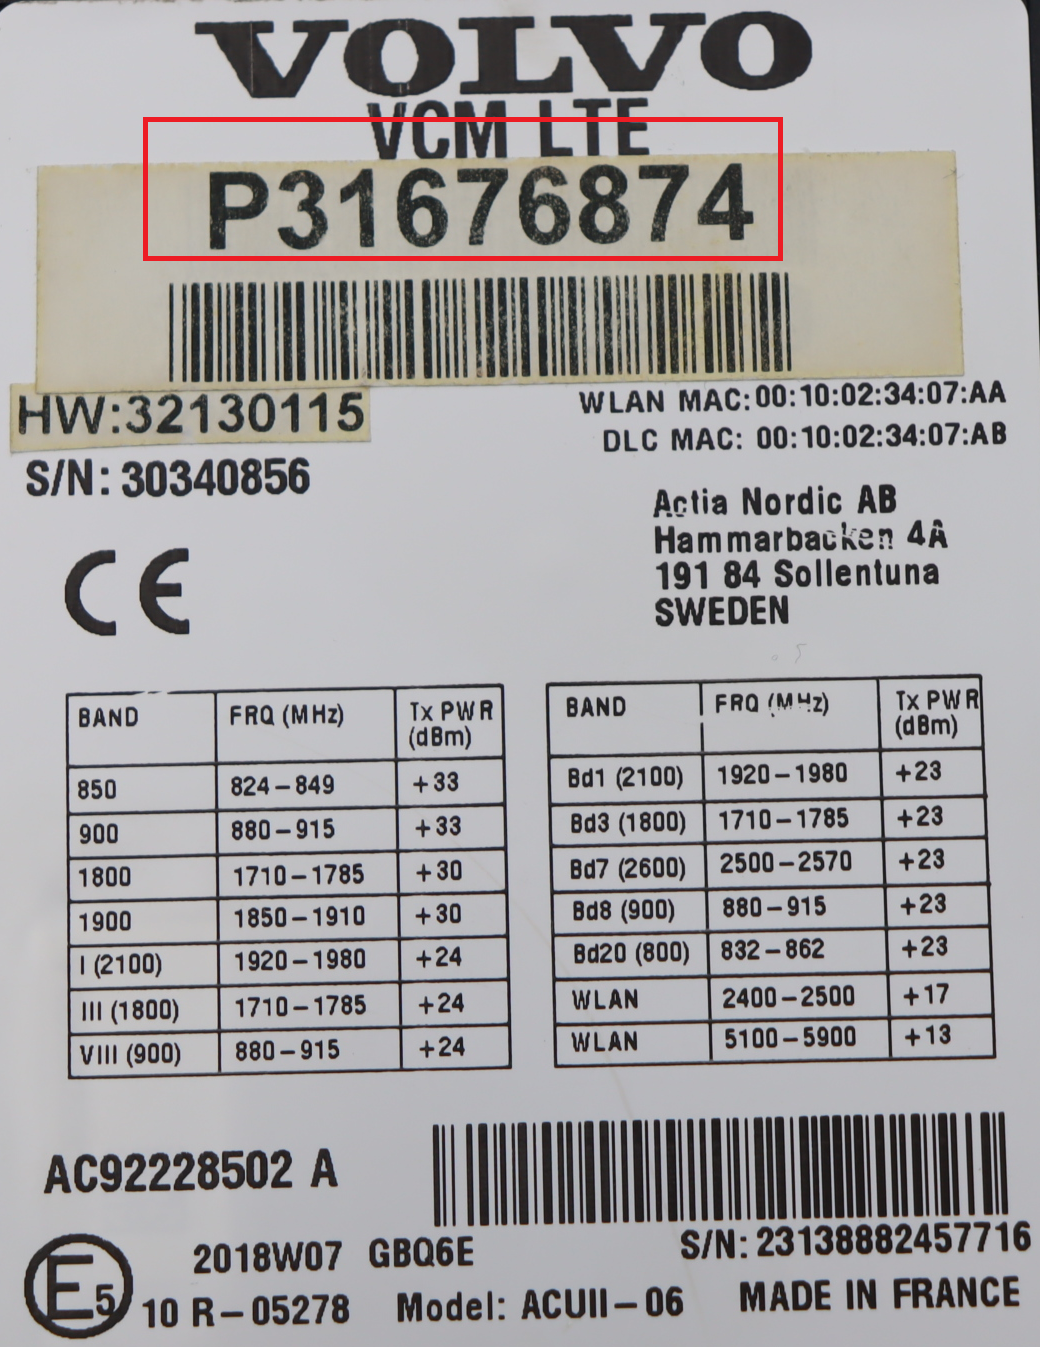 VOLVO
VCM LTE
P31676874
HW:32130115
WLAN MAC:00:10:02:34:07:AA
DLC MAC: 00:10:02:34:07:AB
S/N: 30340856
Actia Nordic AB
Hammarbacken 4A
191 84 Sollentuna
SWEDEN
CE
BAND FRQ (MHz) Tx PWR (dBm)
850 824-849 +33
900 880-915 +33
1800 1710-1785 +30
1900 1850-1910 +30
I (2100) 1920-1980 +24
III (1800) 1710-1785 +24
VIII (900) 880-915 +24
BAND FRQ (MHz) Tx PWR (dBm)
Bd1 (2100) 1920-1980 +23
Bd3 (1800) 1710-1785 +23
Bd7 (2600) 2500-2570 +23
Bd8 (900) 880-915 +23
Bd20 (800) 832-862 +23
WLAN 2400-2500 +17
WLAN 5100-5900 +13
AC92228502 A
S/N: 23138882457716
E5
2018W07 GBQ6E
10 R-05278 Model: ACUII-06 MADE IN FRANCE